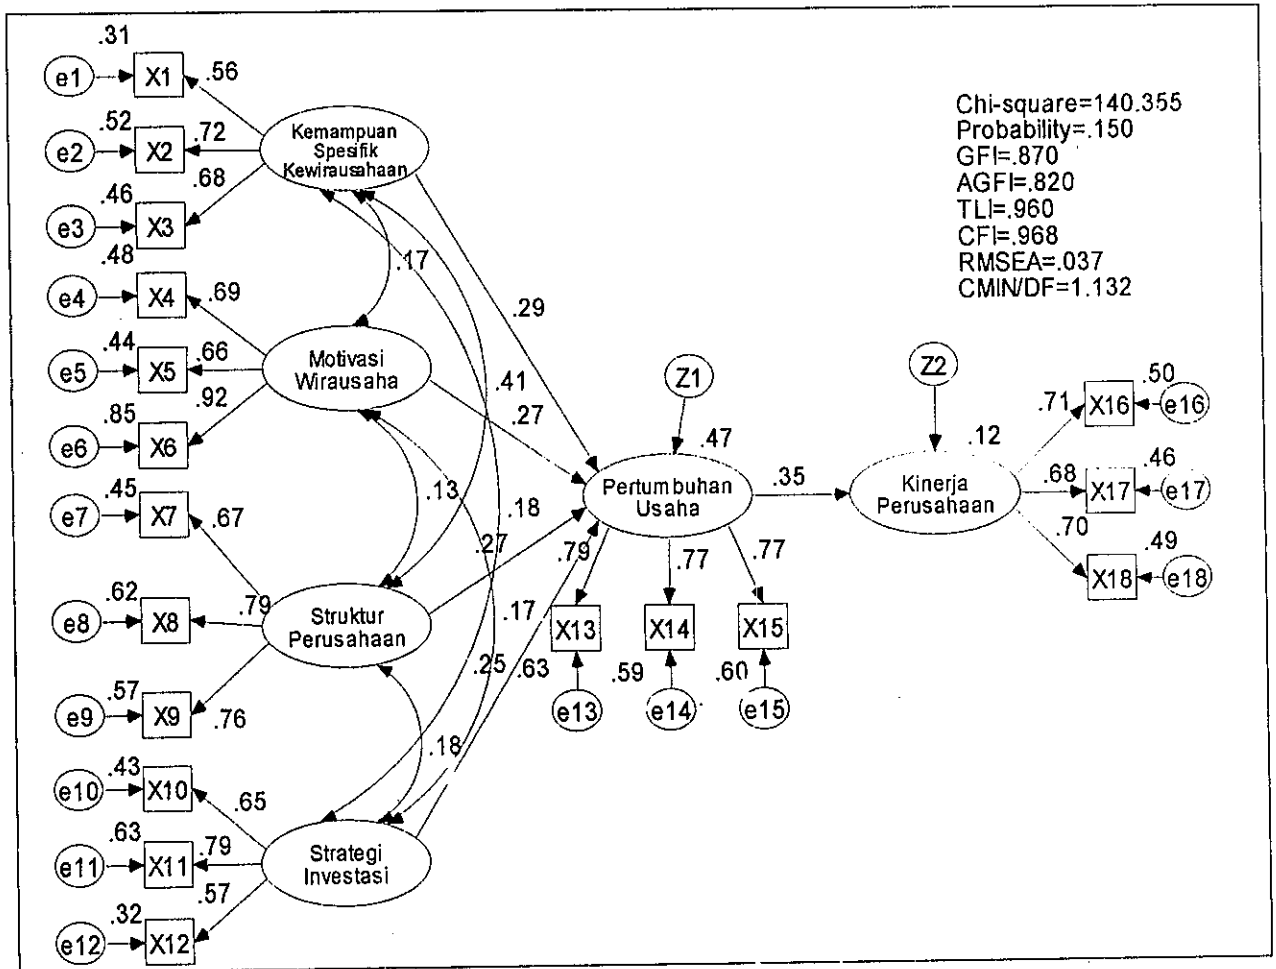 .31
e1
X1
.56
.52
e2
X2
.72
.46
e3
X3
.68
Kemampuan
Spesifik
Kewirausahaan
Chi-square=140.355
Probability=.150
GFI=.870
AGFI=.820
TLI=.960
CFI=.968
RMSEA=.037
CMIN/DF=1.132
.48
e4
X4
.69
.44
e5
X5
.66
.85
e6
X6
.92
Motivasi
Wirausaha
.17
.29
.41
.27
Z1
.47
Z2
.12
.45
e7
X7
.67
.62
e8
X8
.79
.57
e9
X9
.76
Struktur
Perusahaan
.13
.18
.27
.17
.25
.18
Pertumbuhan
Usaha
.35
Kinerja
Perusahaan
.71
X16
.50
e16
.68
X17
.46
e17
.70
X18
.49
e18
.79
.77
.77
X13
X14
X15
.63
.59
.60
e13
e14
e15
.43
e10
X10
.65
.63
e11
X11
.79
.32
e12
X12
.57
Strategi
Investasi